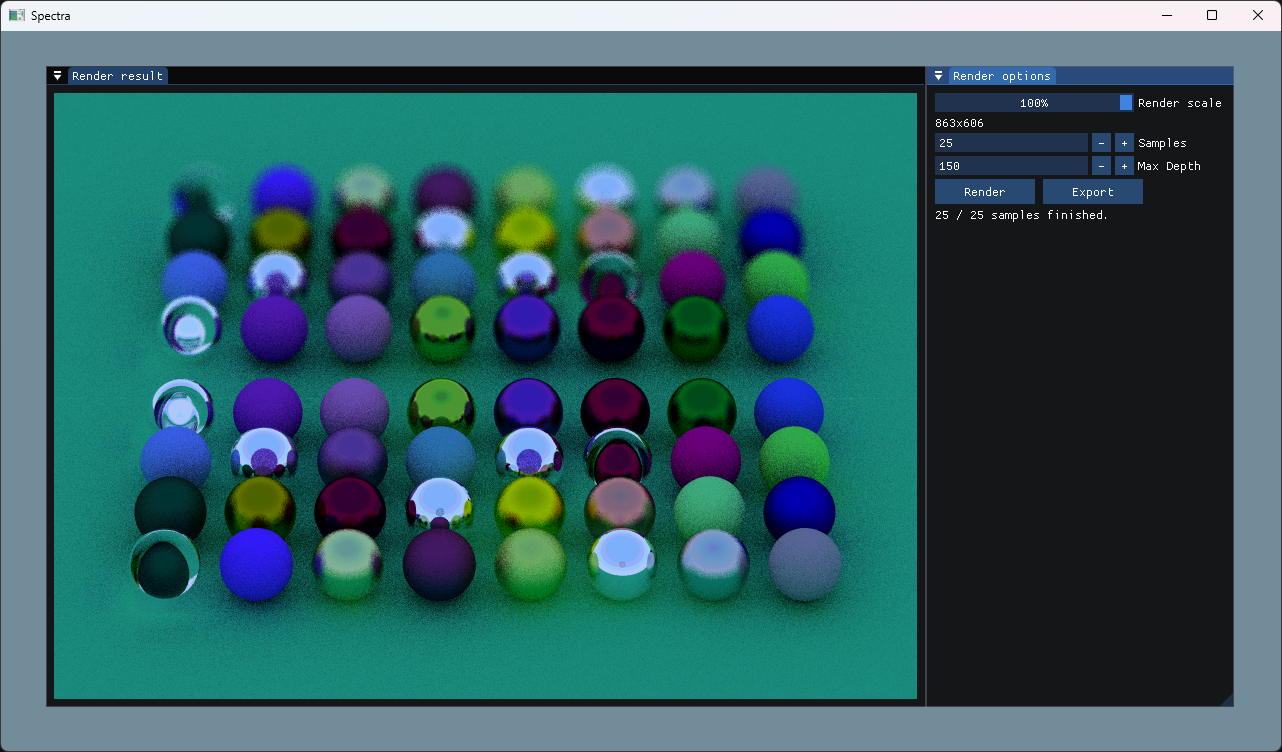 Spectra
Render result
Render options
100% Render scale
863x606
25 - + Samples
150 - + Max Depth
Render Export
25 / 25 samples finished.